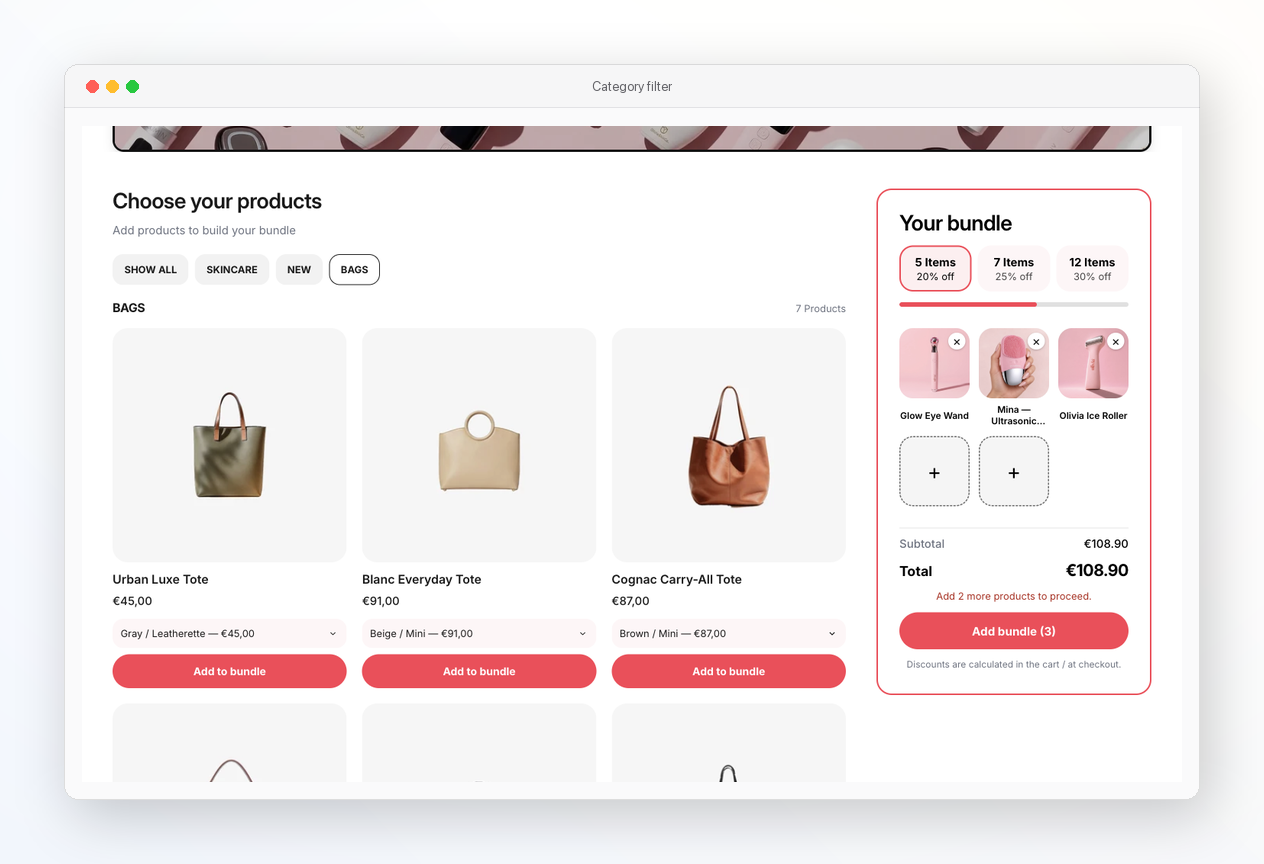 Category filter
Choose your products
Add products to build your bundle
SHOW ALL
SKINCARE
NEW
BAGS
BAGS
7 Products
Urban Luxe Tote
€45,00
Gray / Leatherette — €45,00
Add to bundle
Blanc Everyday Tote
€91,00
Beige / Mini — €91,00
Add to bundle
Cognac Carry-All Tote
€87,00
Brown / Mini — €87,00
Add to bundle
Your bundle
5 Items
20% off
7 Items
25% off
12 Items
30% off
Glow Eye Wand
Mina —
Ultrasonic...
Olivia Ice Roller
+
+
Subtotal
€108.90
Total
€108.90
Add 2 more products to proceed.
Add bundle (3)
Discounts are calculated in the cart / at checkout.